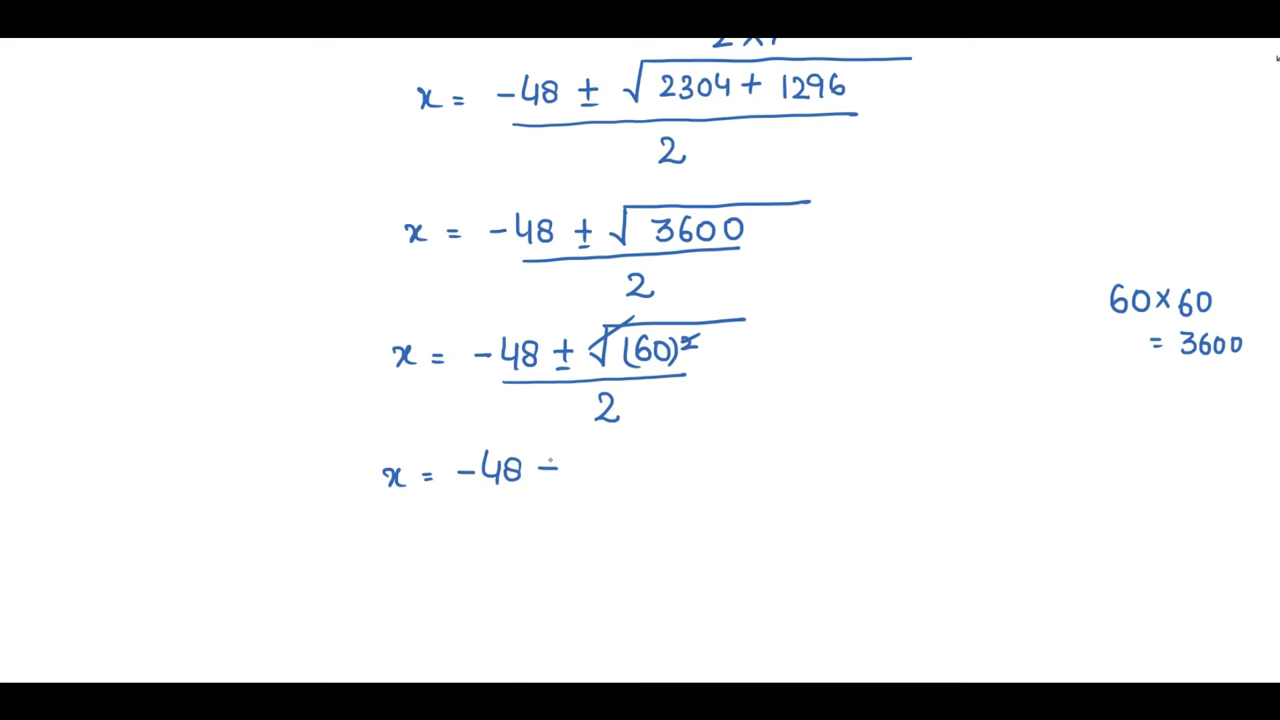 x = -48 ± √2304 + 1296
2
x = -48 ± √3600
2
60×60
= 3600
x = -48 ± √(60)²
2
x = -48 -